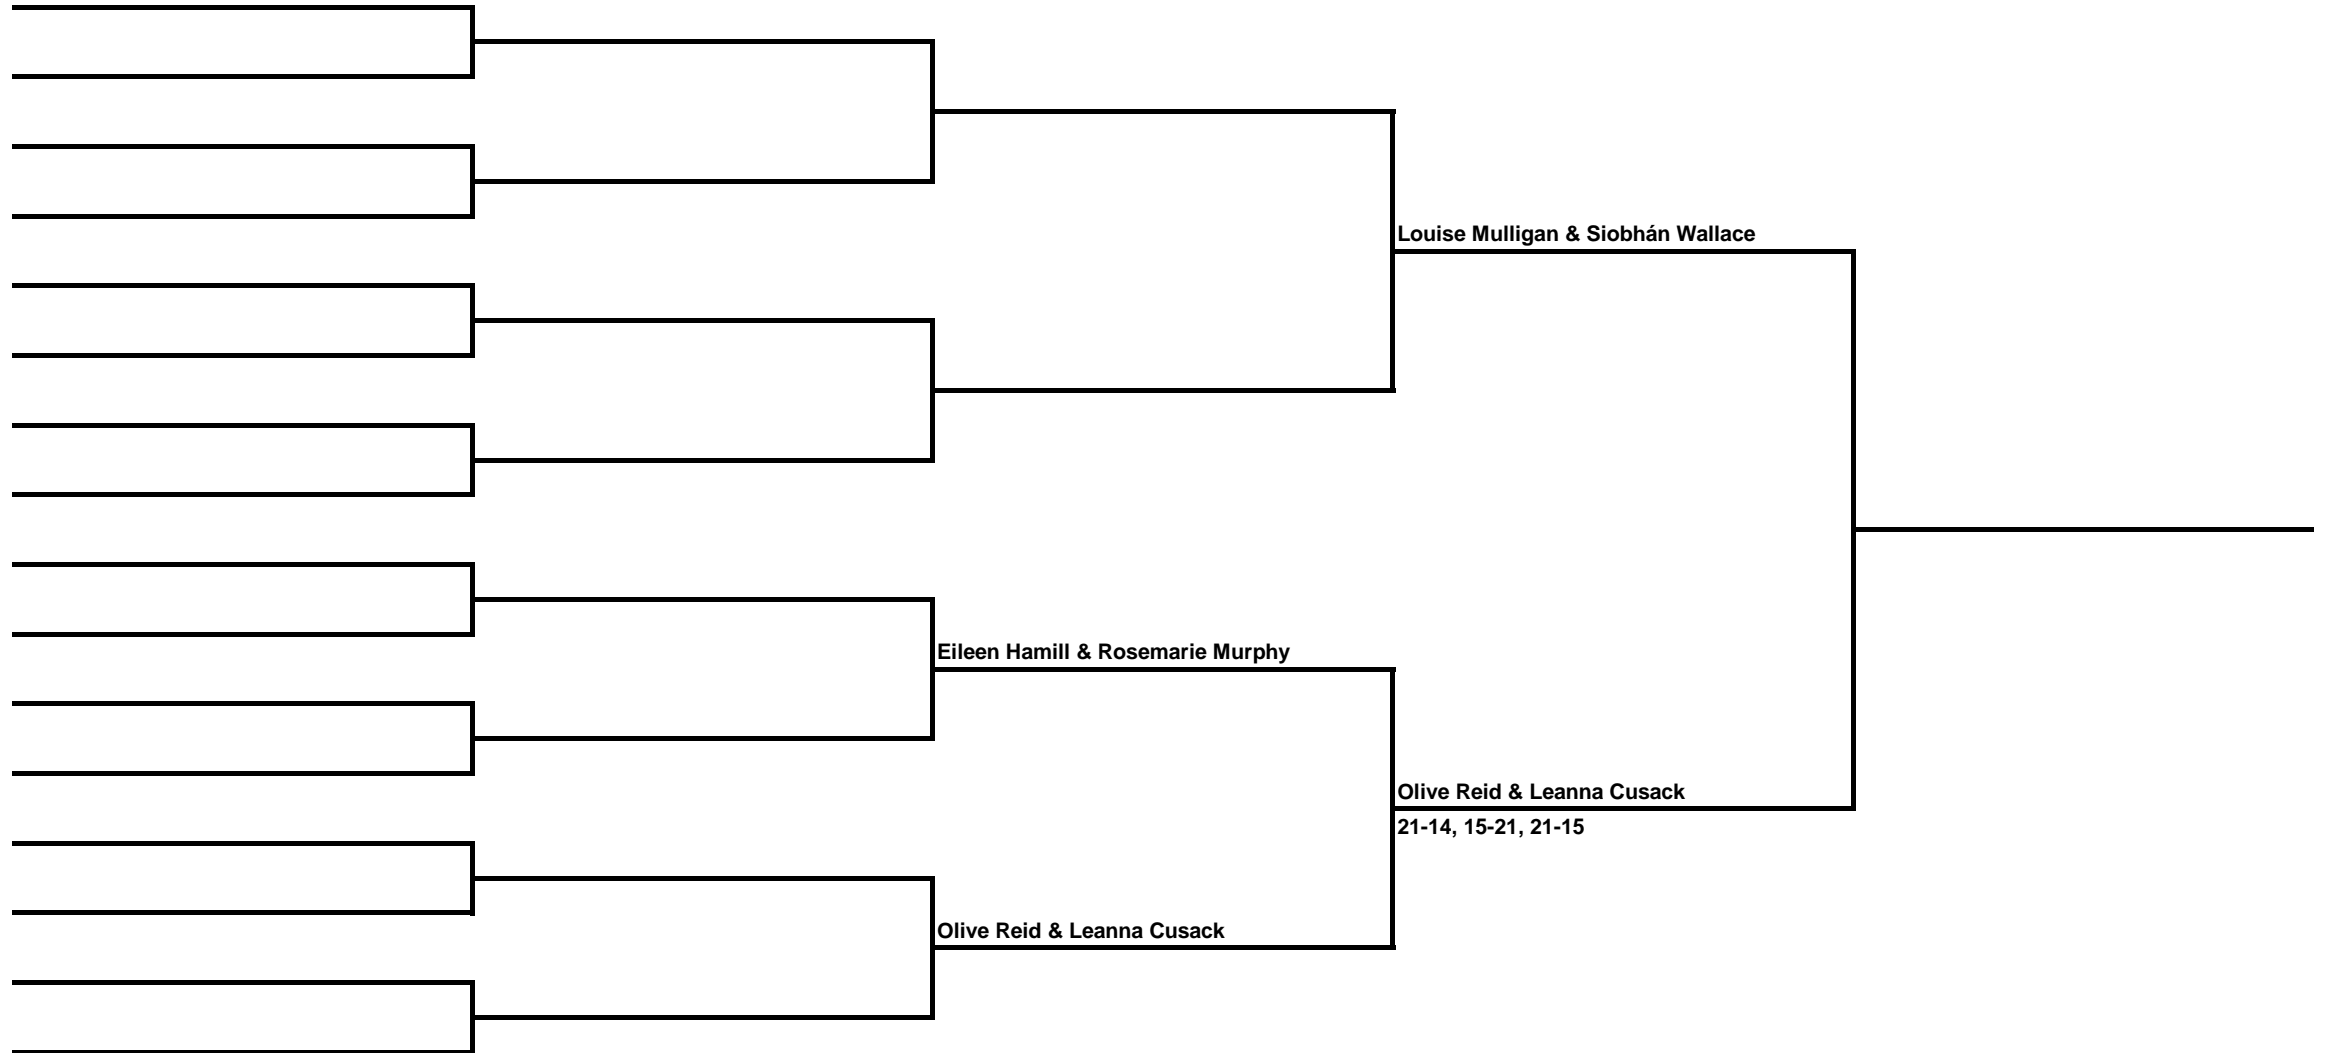 Louise Mulligan & Siobhán Wallace
Eileen Hamill & Rosemarie Murphy
Olive Reid & Leanna Cusack
21-14, 15-21, 21-15
Olive Reid & Leanna Cusack